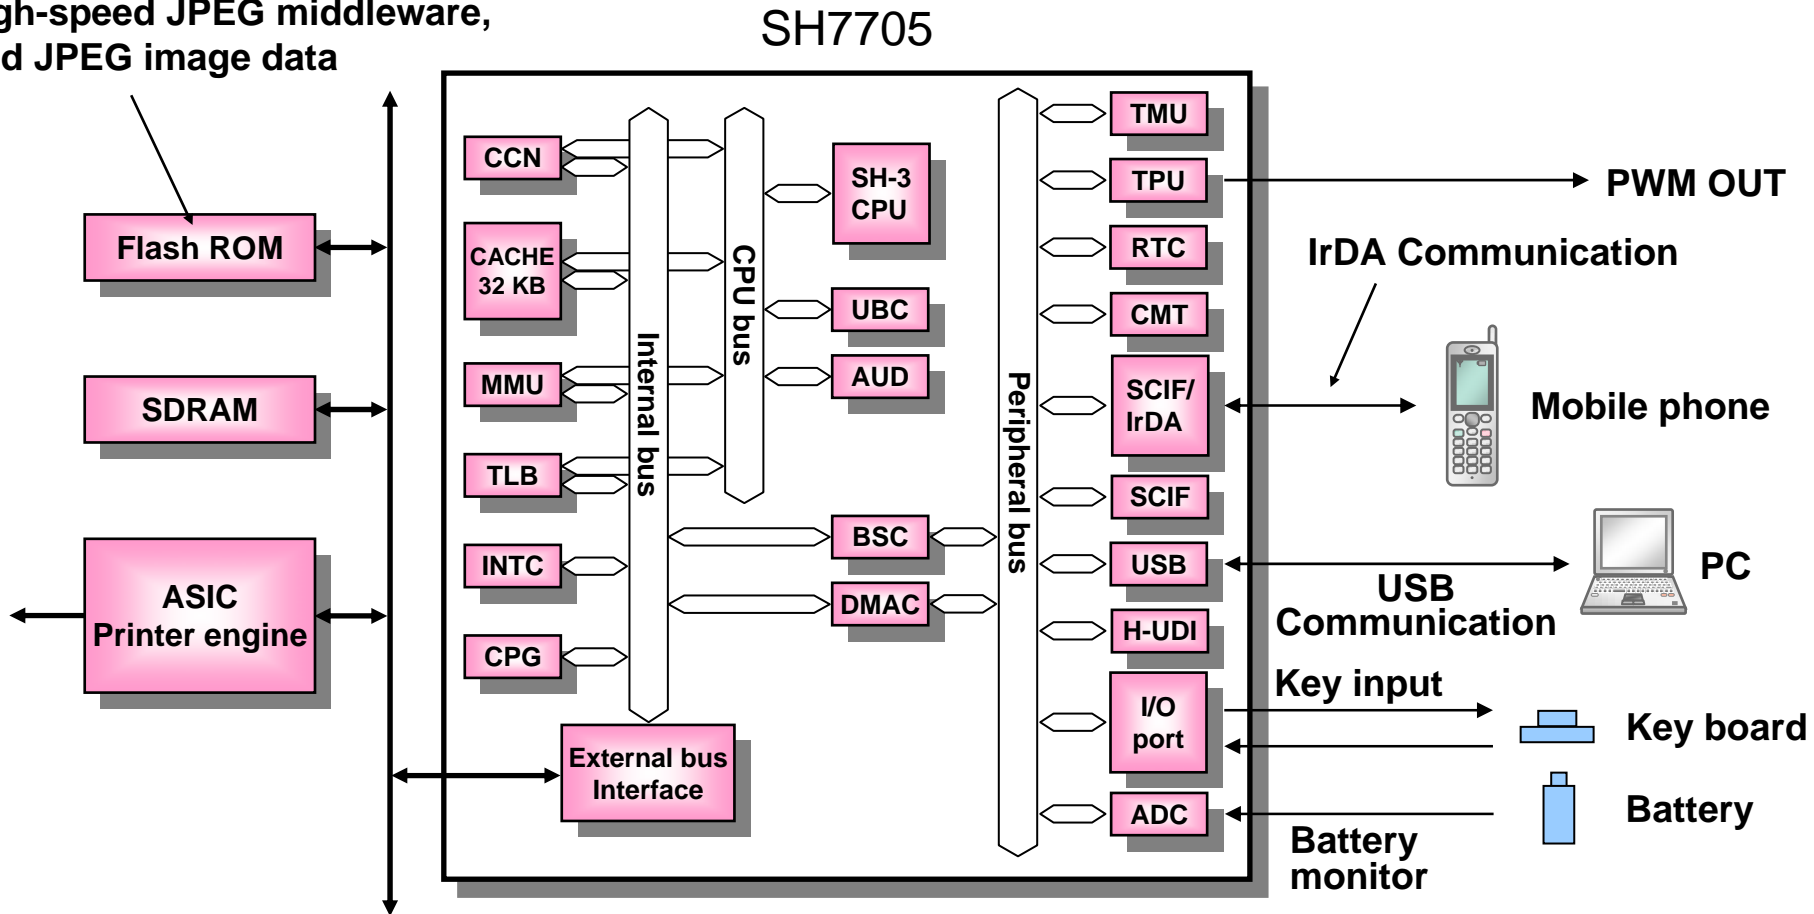 JPEG middleware,
JPEG image data
SH7705
Flash ROM
SDRAM
ASIC
Printer engine
CCN
CACHE
32 KB
MMU
TLB
INTC
CPG
External bus
Interface
Internal bus
CPU bus
SH-3
CPU
UBC
AUD
BSC
DMAC
Peripheral bus
TMU
TPU
RTC
CMT
SCIF/
IrDA
SCIF
USB
H-UDI
I/O
port
ADC
PWM OUT
IrDA Communication
Mobile phone
PC
USB
Communication
Key input
Key board
Battery
Battery
monitor